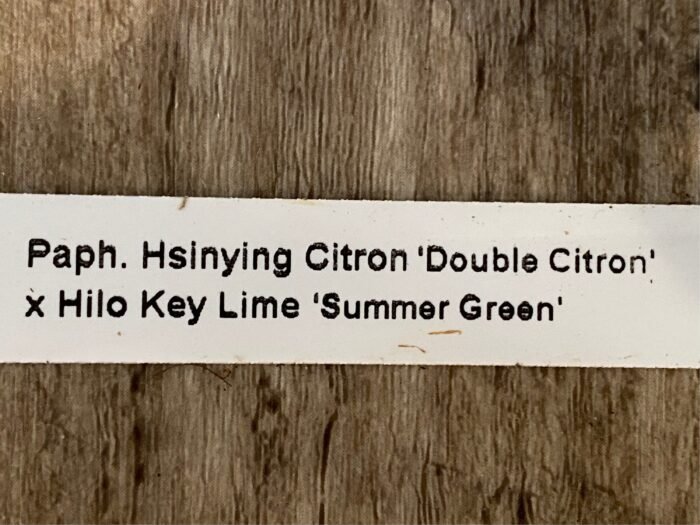 Paph. Hsinying Citron 'Double Citron'
x Hilo Key Lime ‘Summer Green'